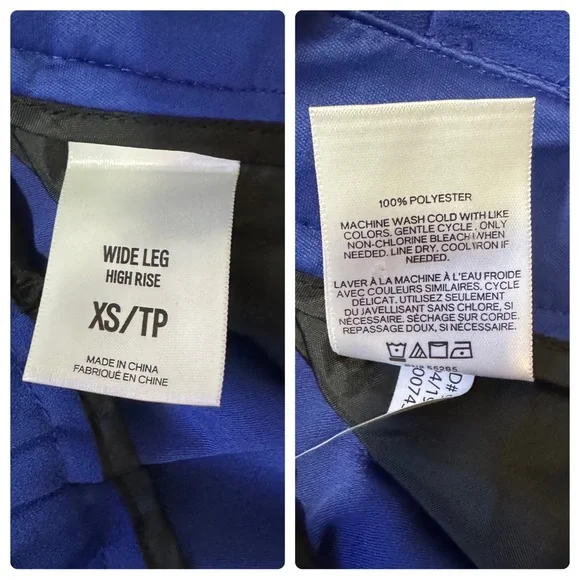 WIDE LEG
HIGH RISE
XS/TP
MADE IN CHINA
FABRIQUÉ EN CHINE
100% POLYESTER
MACHINE WASH COLD WITH LIKE
COLORS. GENTLE CYCLE. ONLY
NON-CHLORINE BLEACH WHEN
NEEDED. LINE DRY. COOL IRON IF
NEEDED.
LAVER À LA MACHINE À L'EAU FROIDE
AVEC COULEURS SIMILAIRES. CYCLE
DÉLICAT. UTILISEZ SEULEMENT
DU JAVELLISANT SANS CHLORE, SI
NÉCESSAIRE. SÉCHAGE SUR CORDE.
REPASSAGE DOUX, SI NÉCESSAIRE.
55285
D#
4/19